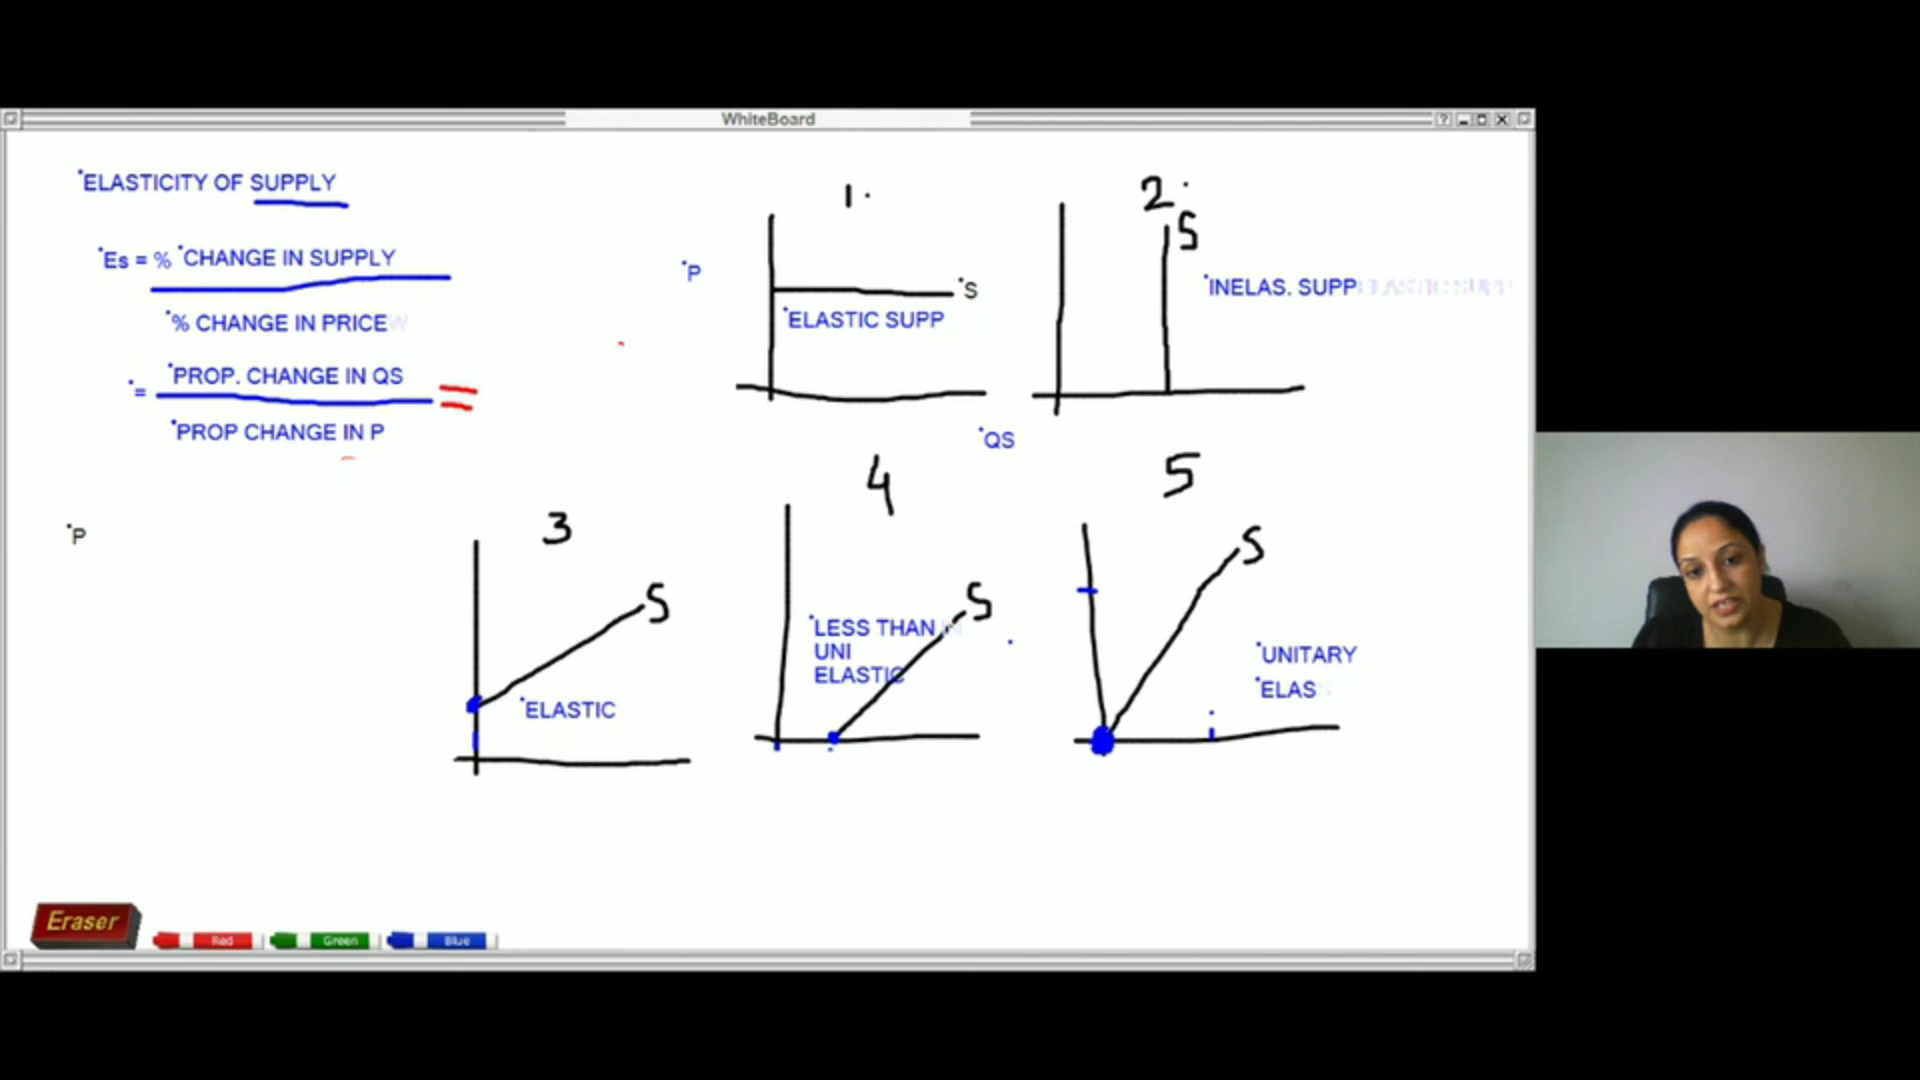 WhiteBoard
ELASTICITY OF SUPPLY
Es = % CHANGE IN SUPPLY
% CHANGE IN PRICE
= PROP. CHANGE IN QS =
PROP CHANGE IN P
1.
P
S
ELASTIC SUPP
QS
2.
S
INELAS. SUPP
P
3
S
ELASTIC
4
S
LESS THAN
UNI
ELASTIC
5
S
UNITARY
ELAS
Eraser
Red
Green
Blue